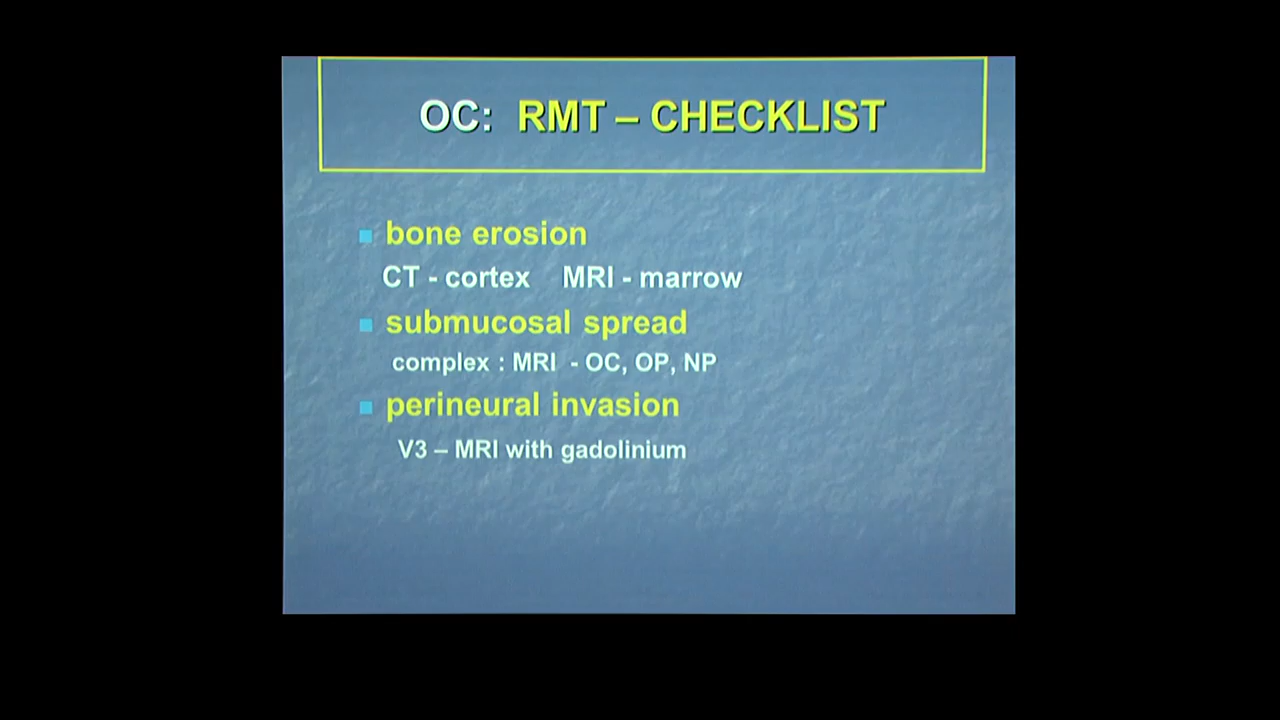 OC: RMT – CHECKLIST
bone erosion
CT - cortex MRI - marrow
submucosal spread
complex : MRI - OC, OP, NP
perineural invasion
V3 – MRI with gadolinium